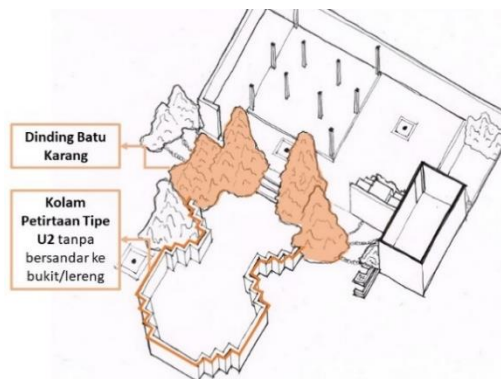 Dinding Batu
Karang
Kolam
Petirtaan Tipe
U2 tanpa
bersandar ke
bukit/lereng